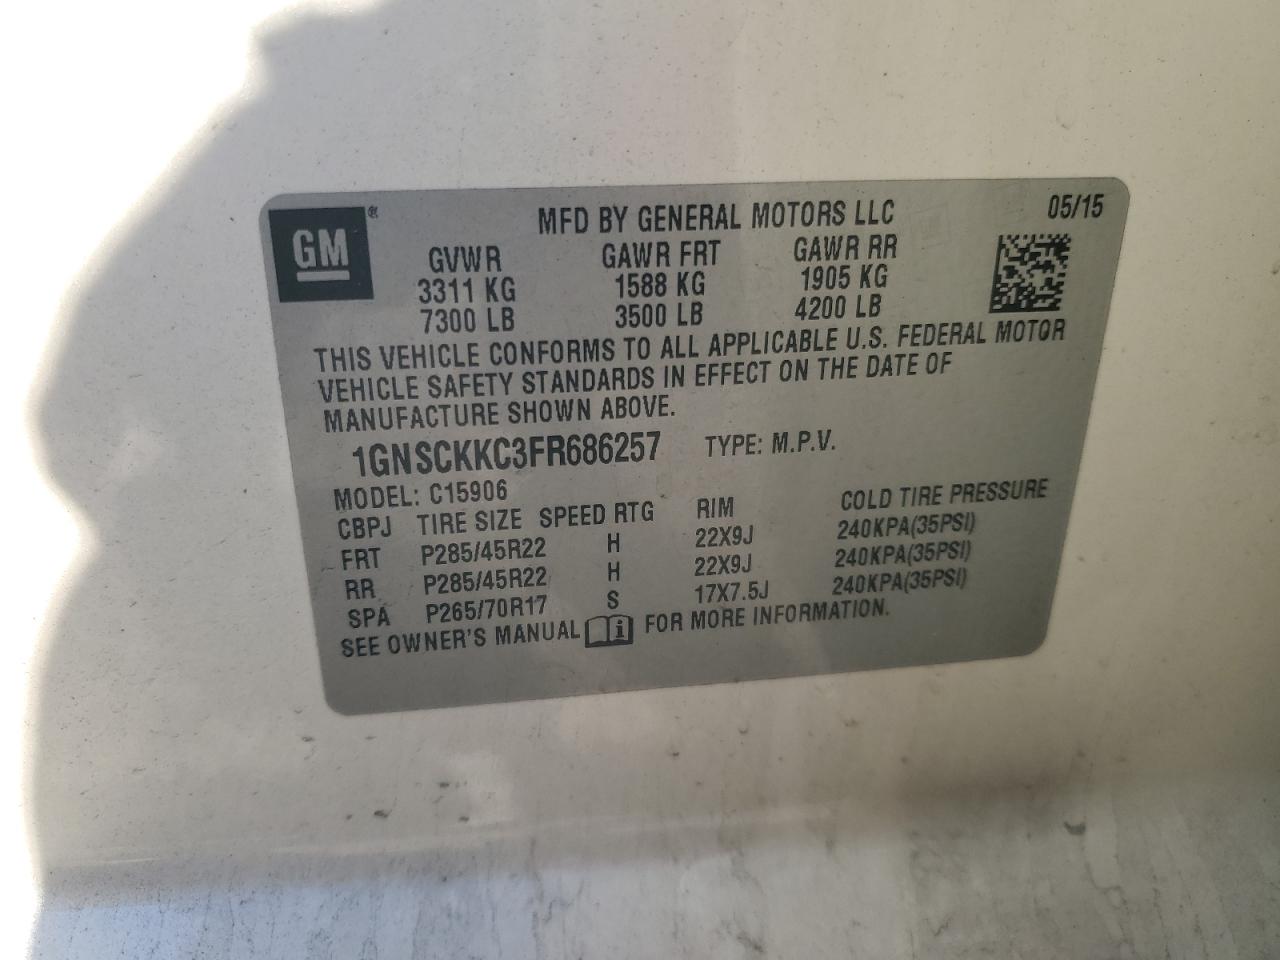 GM ®
MFD BY GENERAL MOTORS LLC 05/15
GVWR GAWR FRT GAWR RR
3311 KG 1588 KG 1905 KG
7300 LB 3500 LB 4200 LB
THIS VEHICLE CONFORMS TO ALL APPLICABLE U.S. FEDERAL MOTOR
VEHICLE SAFETY STANDARDS IN EFFECT ON THE DATE OF
MANUFACTURE SHOWN ABOVE.
1GNSCKKC3FR686257 TYPE: M.P.V.
MODEL: C15906
CBPJ TIRE SIZE SPEED RTG RIM COLD TIRE PRESSURE
FRT P285/45R22 H 22X9J 240KPA(35PSI)
RR P285/45R22 H 22X9J 240KPA(35PSI)
SPA P265/70R17 S 17X7.5J 240KPA(35PSI)
SEE OWNER'S MANUAL i FOR MORE INFORMATION.